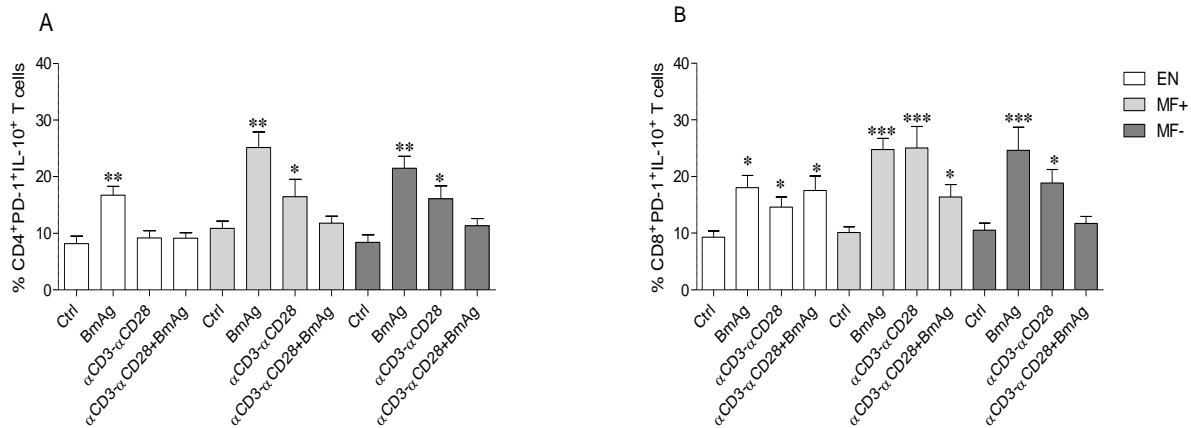 A
% CD4+PD-1+IL-10+ T cells
40
30
20
10
0
**
**
*
**
*
Ctrl
BmAg
αCD3-αCD28
αCD3-αCD28+BmAg
Ctrl
BmAg
αCD3-αCD28
αCD3-αCD28+BmAg
Ctrl
BmAg
αCD3-αCD28
αCD3-αCD28+BmAg
B
% CD8+PD-1+IL-10+ T cells
40
30
20
10
0
*
*
*
***
***
*
***
*
Ctrl
BmAg
αCD3-αCD28
αCD3-αCD28+BmAg
Ctrl
BmAg
αCD3-αCD28
αCD3-αCD28+BmAg
Ctrl
BmAg
αCD3-αCD28
αCD3-αCD28+BmAg
EN
MF+
MF-